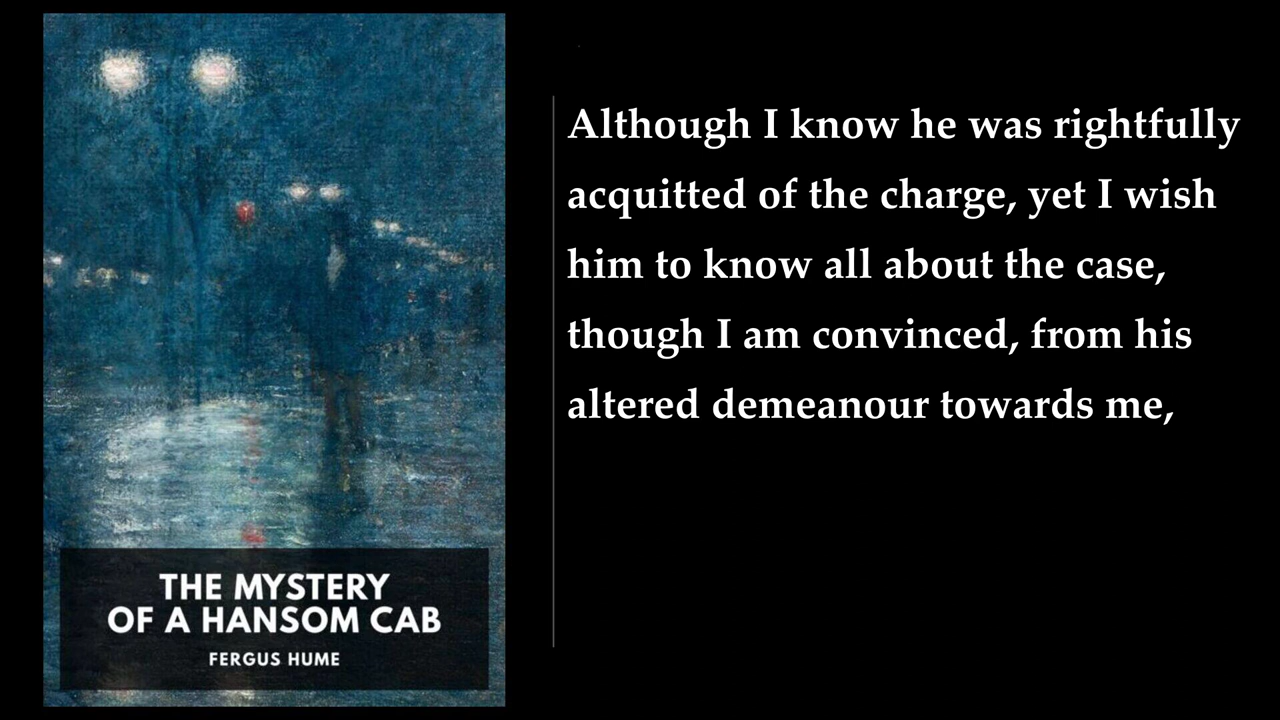 THE MYSTERY
OF A HANSOM CAB
FERGUS HUME
Although I know he was rightfully
acquitted of the charge, yet I wish
him to know all about the case,
though I am convinced, from his
altered demeanour towards me,